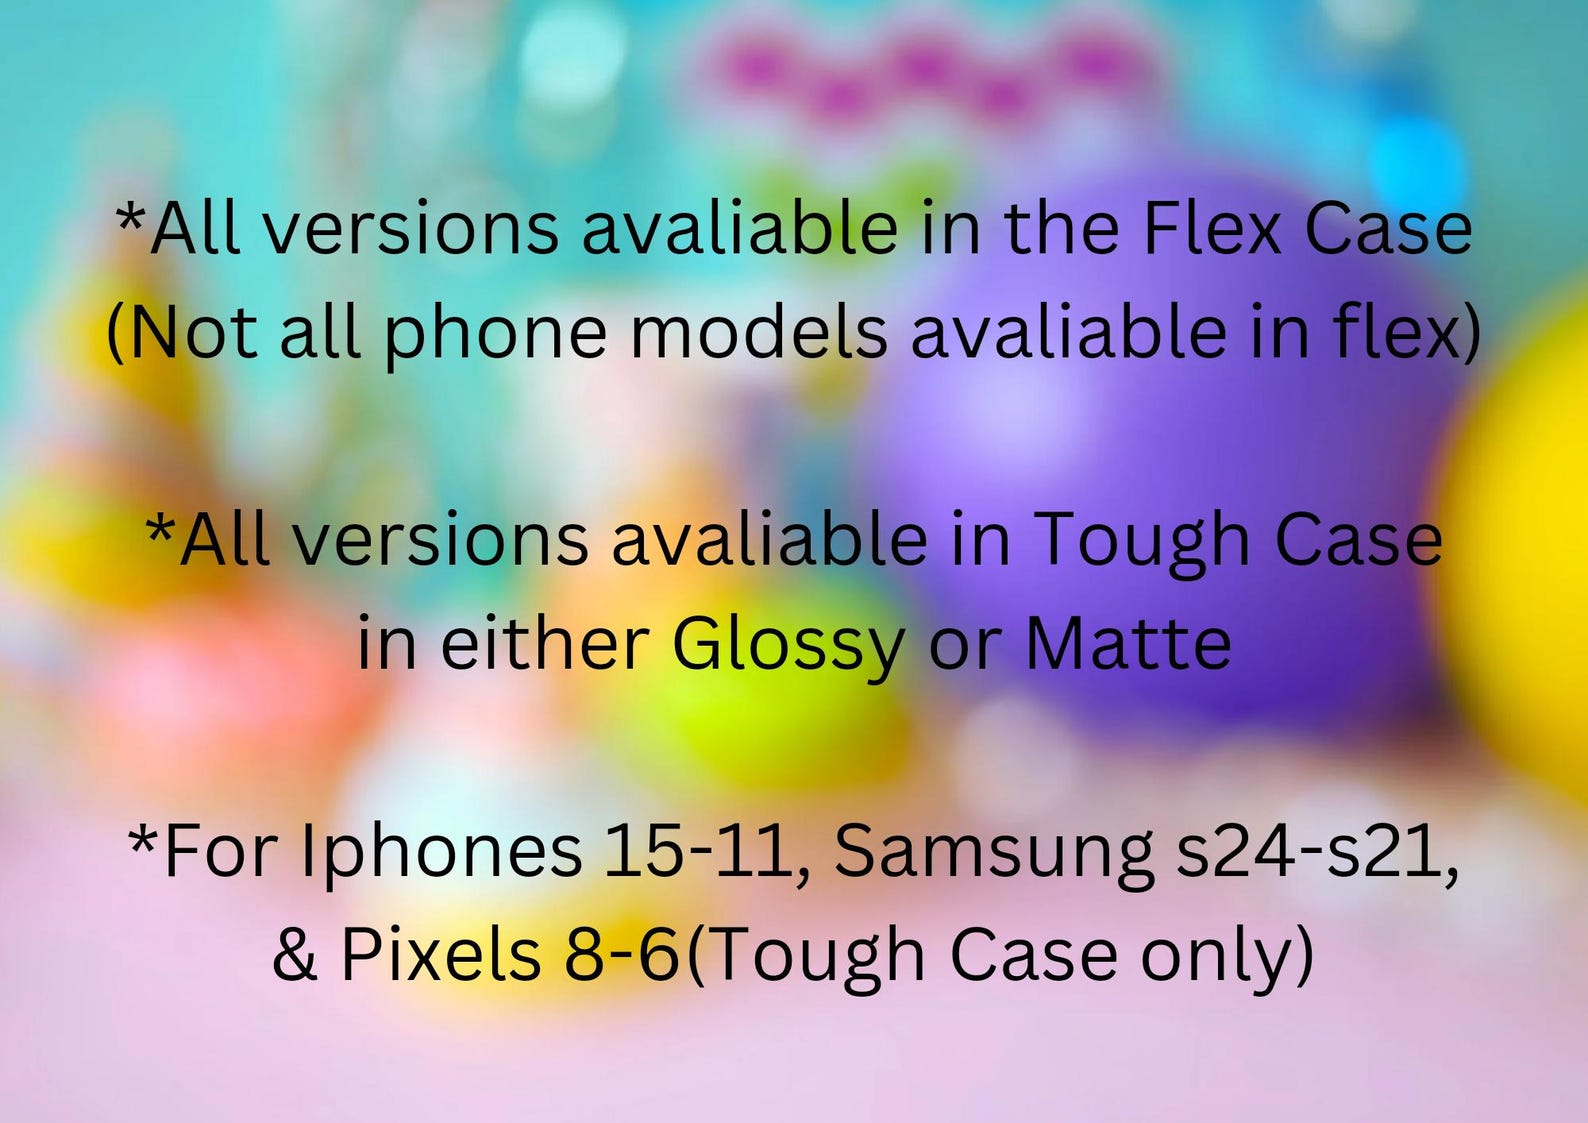 *All versions avaliable in the Flex Case
(Not all phone models avaliable in flex)
*All versions avaliable in Tough Case
in either Glossy or Matte
*For Iphones 15-11, Samsung s24-s21,
& Pixels 8-6(Tough Case only)